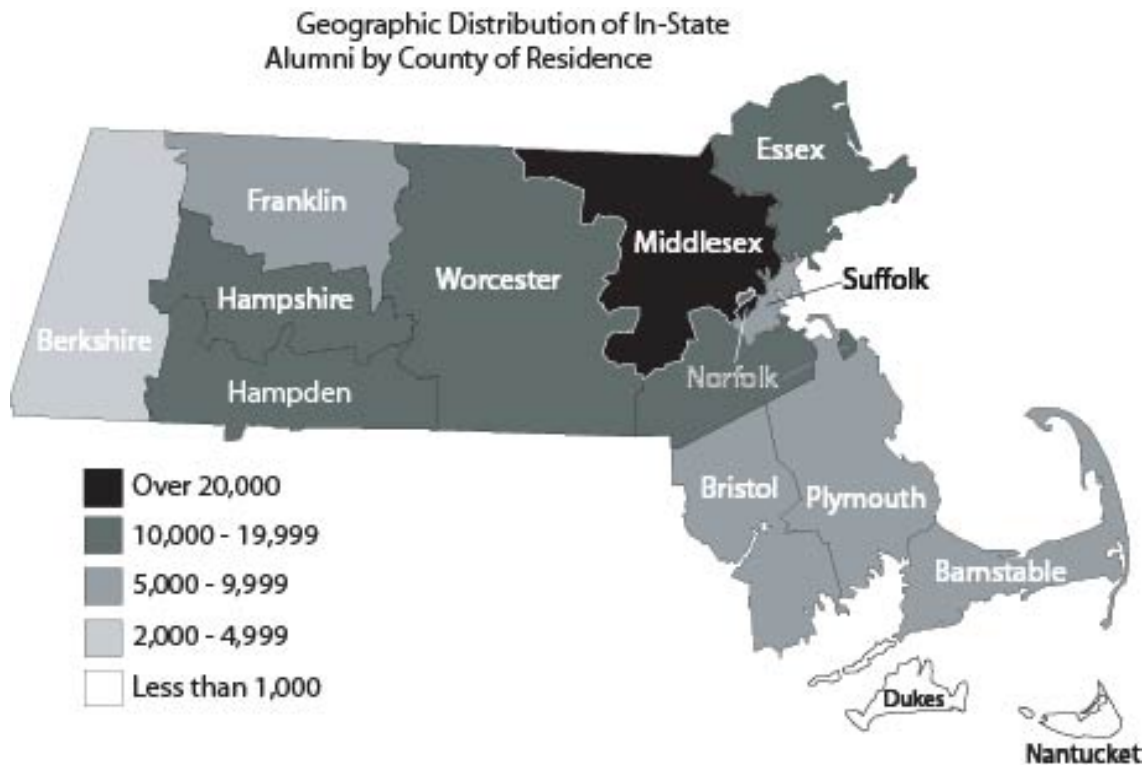 Geographic Distribution of In-State
Alumni by County of Residence
Essex
Franklin
Middlesex
Worcester
Suffolk
Hampshire
Berkshire
Norfolk
Hampden
Over 20,000
Bristol
Plymouth
10,000 - 19,999
5,000 - 9,999
Barnstable
2,000 - 4,999
Less than 1,000
Dukes
Nantucket